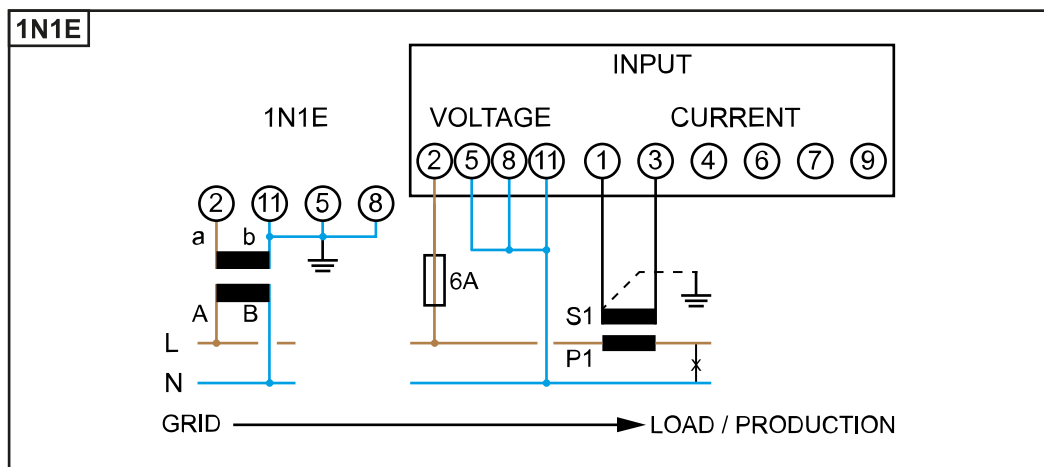 1N1E
INPUT
1N1E
VOLTAGE CURRENT
2 5 8 11 1 3 4 6 7 9
2 11 5 8
a b
6A
A B
S1
L
P1
N
x
GRID LOAD / PRODUCTION